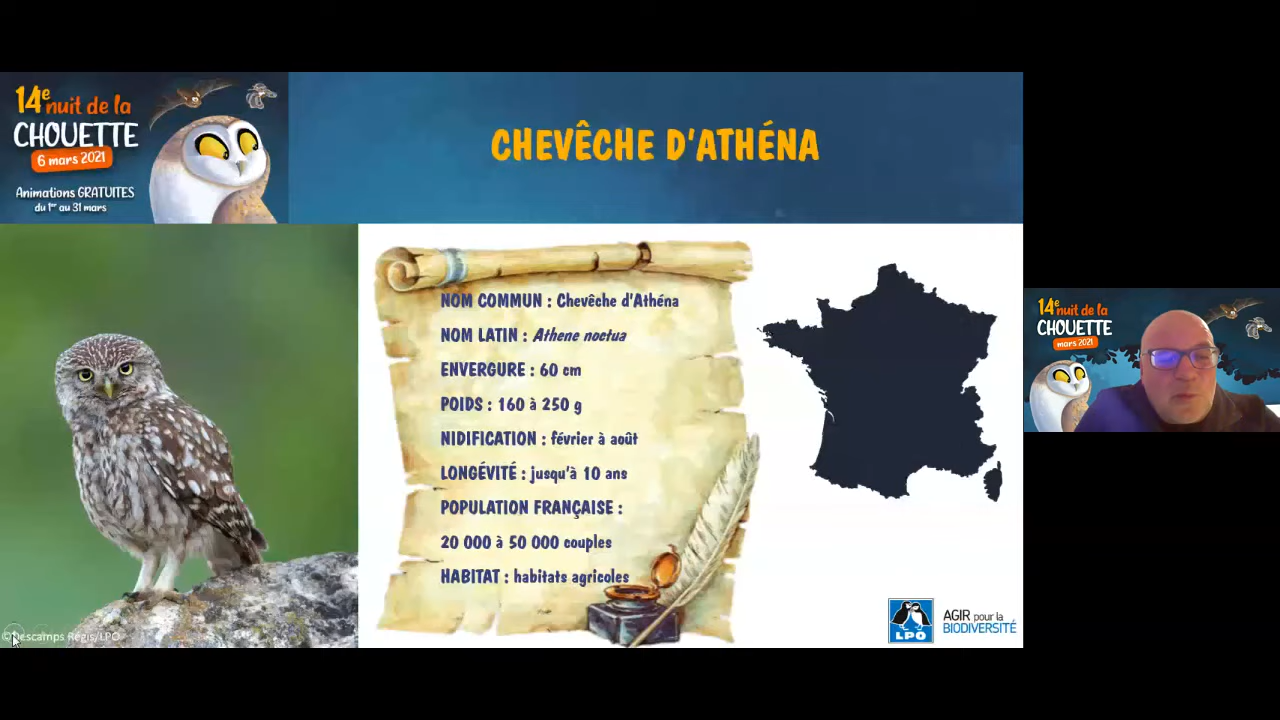 14e nuit de la
CHOUETTE
6 mars 2021
Animations GRATUITES
du 1er au 31 mars
CHEVÊCHE D'ATHÉNA
NOM COMMUN : Chevêche d'Athéna
NOM LATIN : Athene noctua
ENVERGURE : 60 cm
POIDS : 160 à 250 g
NIDIFICATION : février à août
LONGÉVITÉ : jusqu'à 10 ans
POPULATION FRANÇAISE :
20 000 à 50 000 couples
HABITAT : habitats agricoles
©Descamps Régis/LPO
LPO
AGIR pour la
BIODIVERSITÉ
14e nuit de la
CHOUETTE
mars 2021